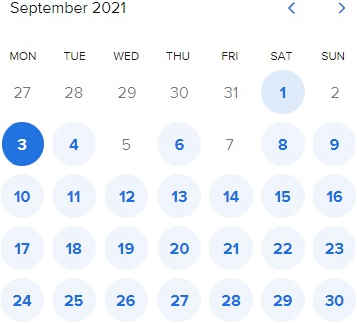 September 2021
MON TUE WED THU FRI SAT SUN
27 28 29 30 31 1 2
3 4 5 6 7 8 9
10 11 12 13 14 15 16
17 18 19 20 21 22 23
24 25 26 27 28 29 30